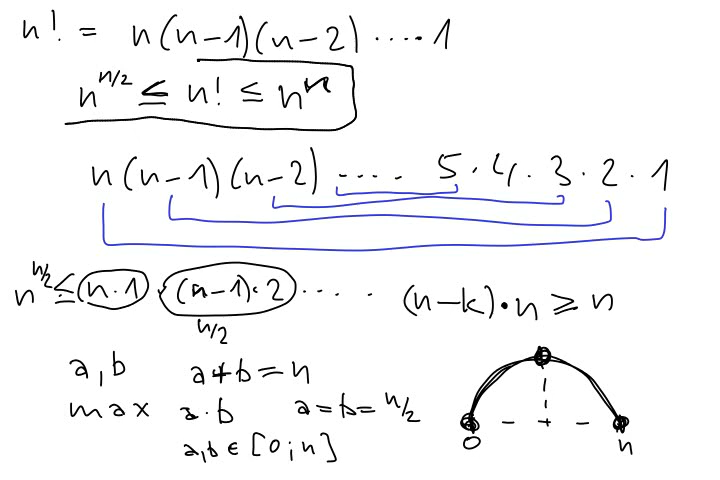 n! = n(n-1)(n-2) ..... 1
n^{n/2} ≤ n! ≤ n^n
n(n-1)(n-2) ..... 5 · 4 · 3 · 2 · 1
n^{n/2} ≤ (n·1) · (n-1)·2 ..... (n-k)·n ≥ n
n/2
a, b a+b=n
max a·b a=b=n/2
a,b ∈ [0;n]
0 n